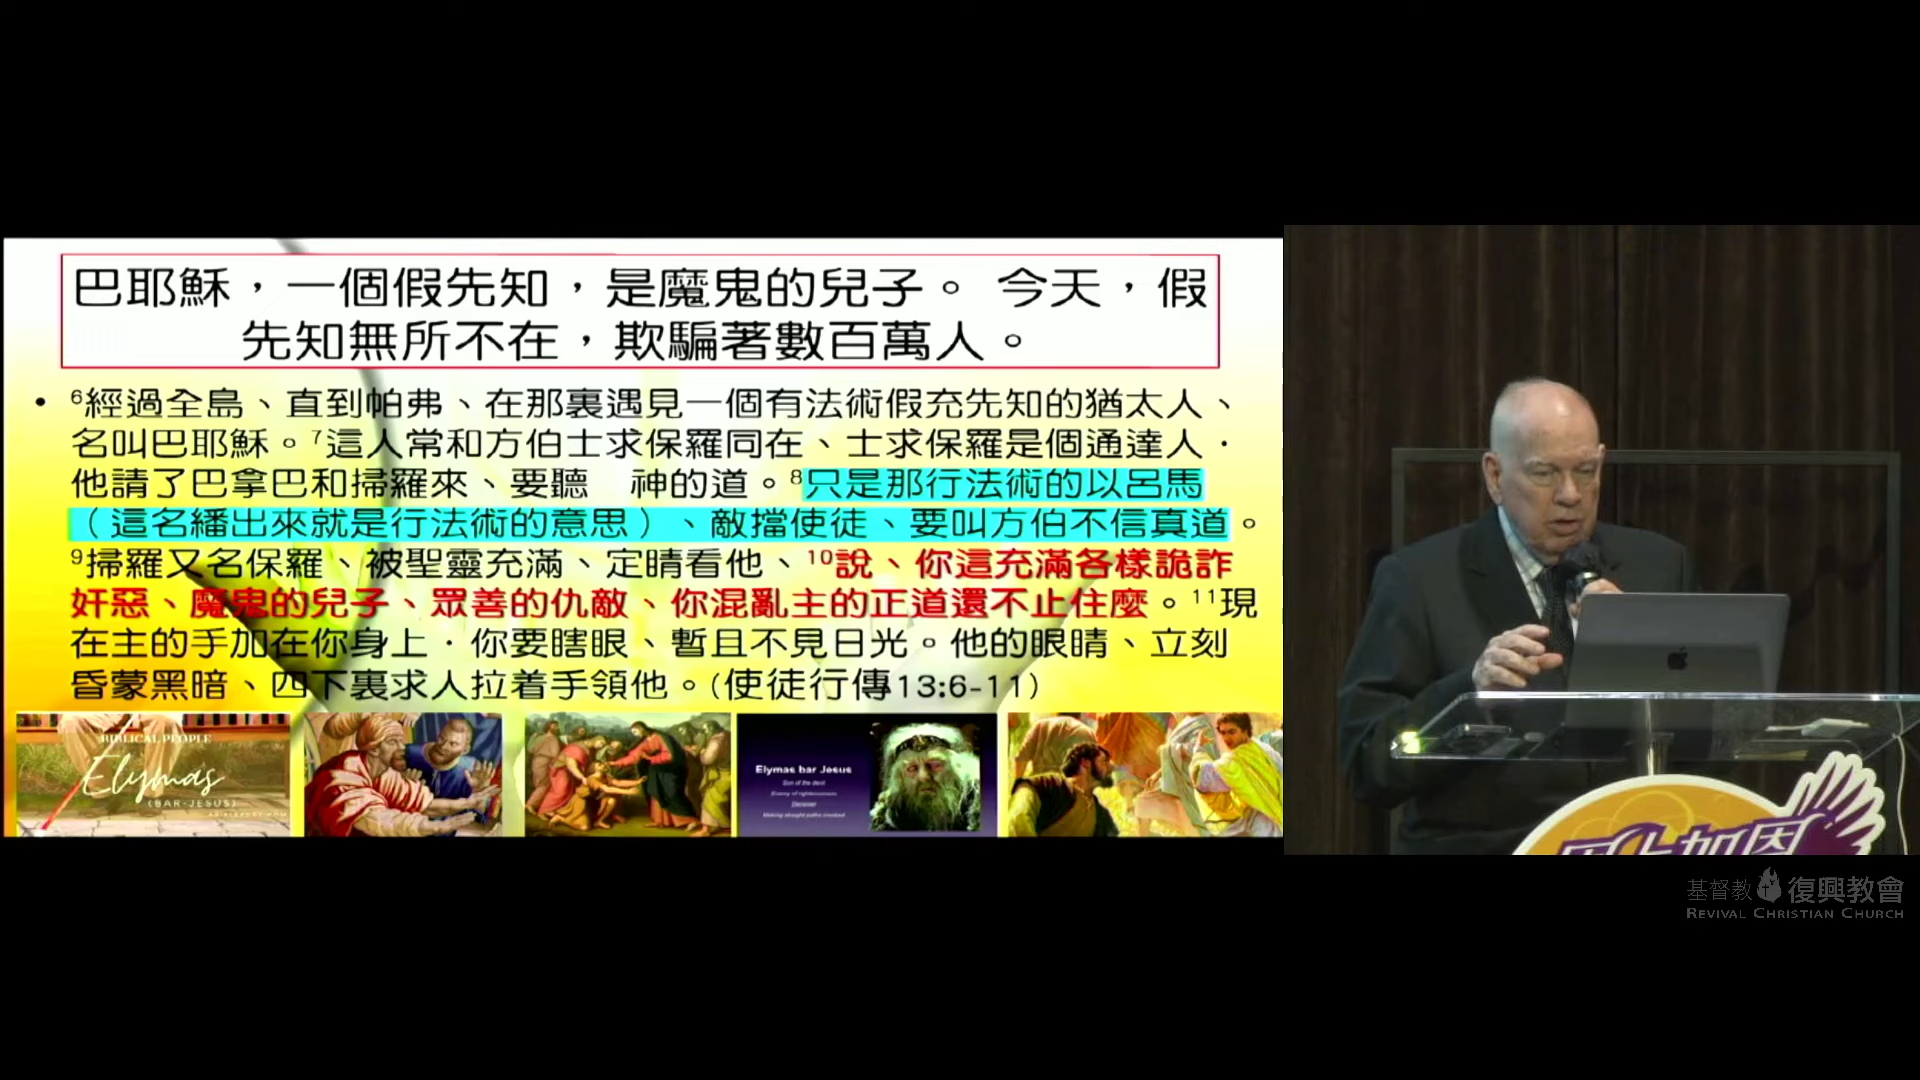 巴耶穌，一個假先知，是魔鬼的兒子。 今天，假
先知無所不在，欺騙著數百萬人。
• ⁶經過全島、直到帕弗、在那裏遇見一個有法術假充先知的猶太人、
名叫巴耶穌。⁷這人常和方伯士求保羅同在、士求保羅是個通達人．
他請了巴拿巴和掃羅來、要聽　神的道。⁸只是那行法術的以呂馬
（這名繙出來就是行法術的意思）、敵擋使徒、要叫方伯不信真道。
⁹掃羅又名保羅、被聖靈充滿、定睛看他、¹⁰說、你這充滿各樣詭詐
奸惡、魔鬼的兒子、眾善的仇敵、你混亂主的正道還不止住麼。¹¹現
在主的手加在你身上．你要瞎眼、暫且不見日光。他的眼睛、立刻
昏蒙黑暗、四下裏求人拉着手領他。(使徒行傳13:6-11)
BIBLICAL PEOPLE
Elymas
(BAR-JESUS)
Elymas bar Jesus
Son of the devil
Enemy of righteousness
Deceiver
Making straight paths crooked
基督教 復興教會
REVIVAL CHRISTIAN CHURCH